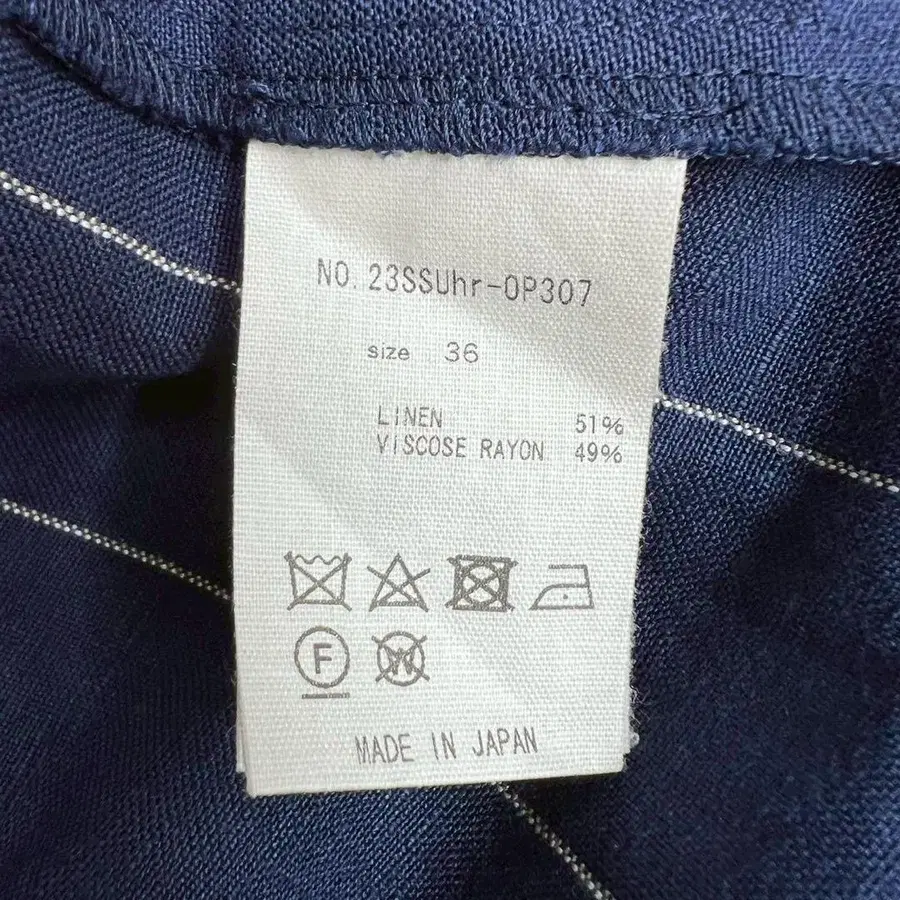 NO. 23SSUhr-OP307
size 36
LINEN 51%
VISCOSE RAYON 49%
F W
MADE IN JAPAN